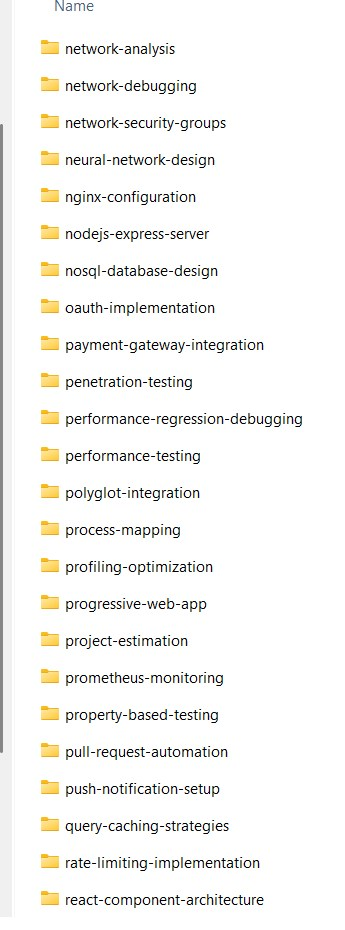 Name
network-analysis
network-debugging
network-security-groups
neural-network-design
nginx-configuration
nodejs-express-server
nosql-database-design
oauth-implementation
payment-gateway-integration
penetration-testing
performance-regression-debugging
performance-testing
polyglot-integration
process-mapping
profiling-optimization
progressive-web-app
project-estimation
prometheus-monitoring
property-based-testing
pull-request-automation
push-notification-setup
query-caching-strategies
rate-limiting-implementation
react-component-architecture